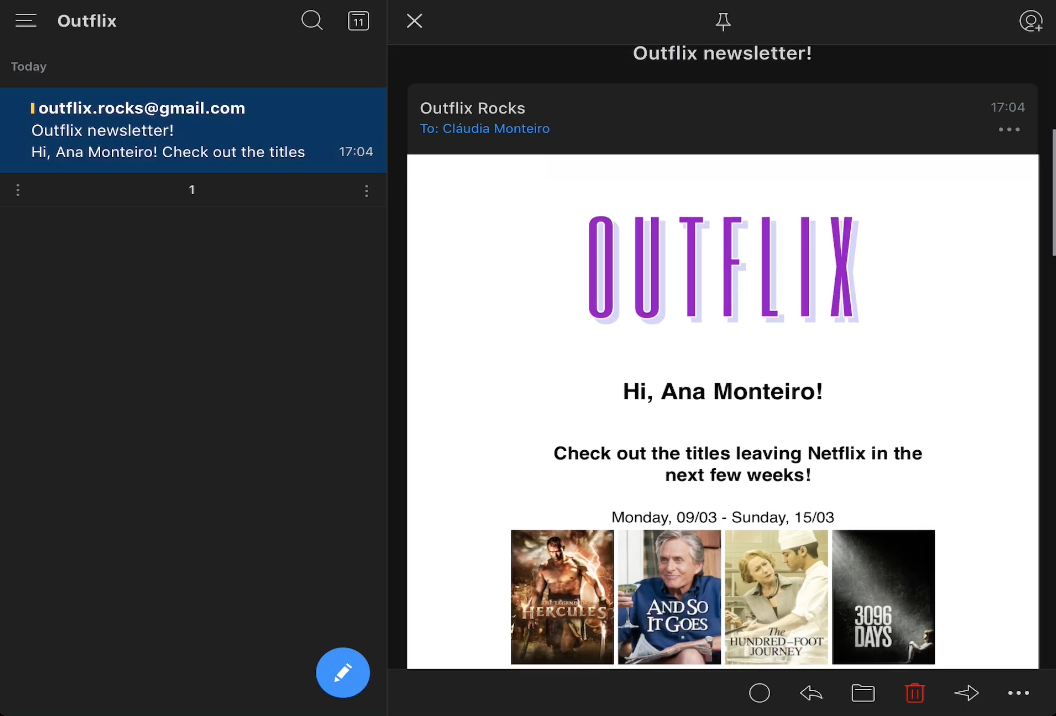 Outflix
11
Today
outflix.rocks@gmail.com
Outflix newsletter!
Hi, Ana Monteiro! Check out the titles
17:04
1
Outflix newsletter!
Outflix Rocks
17:04
To: Cláudia Monteiro
OUTFLIX
Hi, Ana Monteiro!
Check out the titles leaving Netflix in the
next few weeks!
Monday, 09/03 - Sunday, 15/03
THE LEGEND OF
HERCULES
AND SO
IT GOES
The
HUNDRED-FOOT
JOURNEY
3096
DAYS